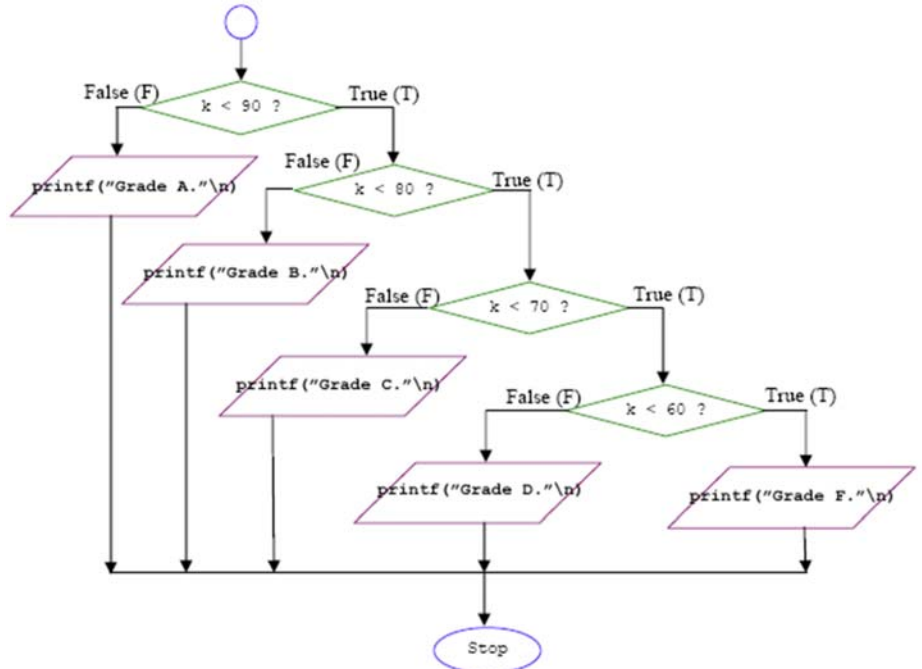 False (F)
k < 90 ?
True (T)
printf(”Grade A.”\n)
False (F)
k < 80 ?
True (T)
printf(”Grade B.”\n)
False (F)
k < 70 ?
True (T)
printf(”Grade C.”\n)
False (F)
k < 60 ?
True (T)
printf(”Grade D.”\n)
printf(”Grade F.”\n)
Stop